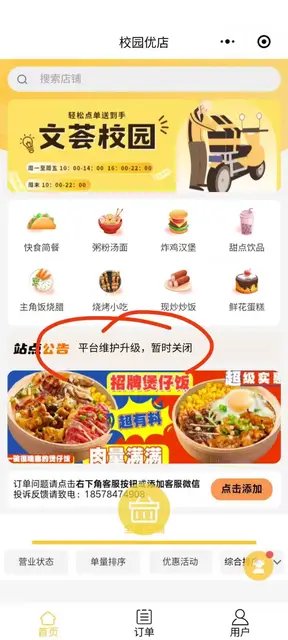 校园优店
搜索店铺
轻松点单送到手
文荟校园
周一至周五 10：00-14：00 16：00-22：00
周末 10：00-22：00
快食简餐
粥粉汤面
炸鸡汉堡
甜点饮品
主角饭烧腊
烧烤小吃
现炒炒饭
鲜花蛋糕
站点公告
平台维护升级，暂时关闭
招牌煲仔饭
超有料
肉量满满
超级实惠
订单问题请点击右下角客服按钮或添加客服微信
投诉反馈请致电：18578474908
点击添加
营业状态
单量排序
优惠活动
综合排
首页
订单
用户